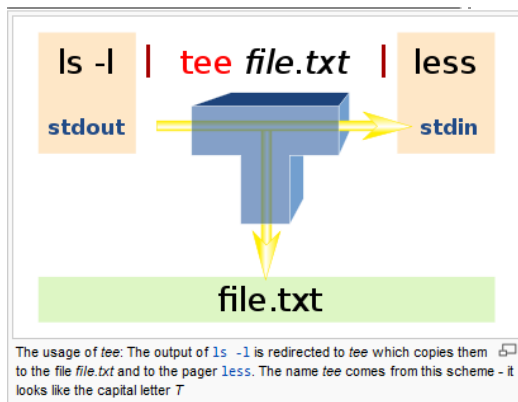 ls -l | tee file.txt | less
stdout stdin
file.txt
The usage of tee: The output of ls -l is redirected to tee which copies them
to the file file.txt and to the pager less. The name tee comes from this scheme - it
looks like the capital letter T